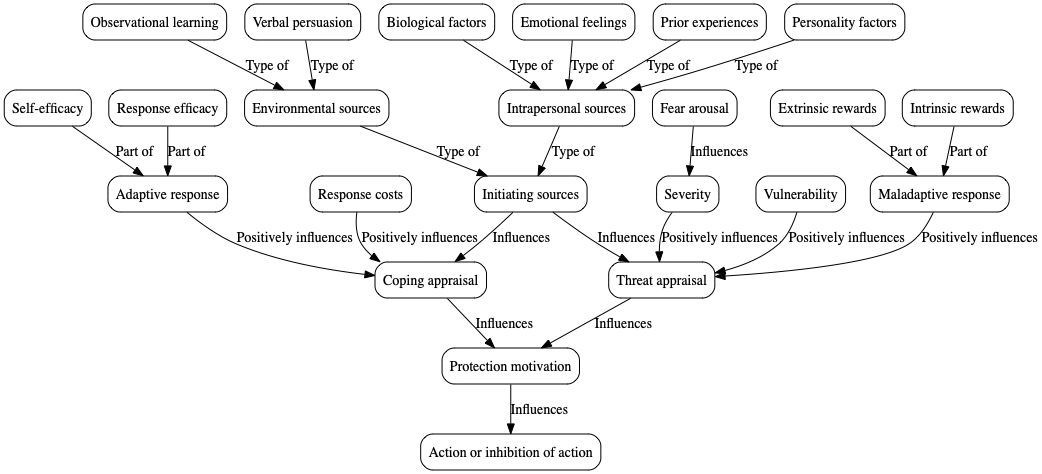 Observational learning
Verbal persuasion
Biological factors
Emotional feelings
Prior experiences
Personality factors
Type of
Type of
Type of
Type of
Type of
Type of
Self-efficacy
Response efficacy
Environmental sources
Intrapersonal sources
Fear arousal
Extrinsic rewards
Intrinsic rewards
Part of
Part of
Type of
Type of
Influences
Part of
Part of
Adaptive response
Response costs
Initiating sources
Severity
Vulnerability
Maladaptive response
Positively influences
Positively influences
Influences
Influences
Positively influences
Positively influences
Positively influences
Coping appraisal
Threat appraisal
Influences
Influences
Protection motivation
Influences
Action or inhibition of action